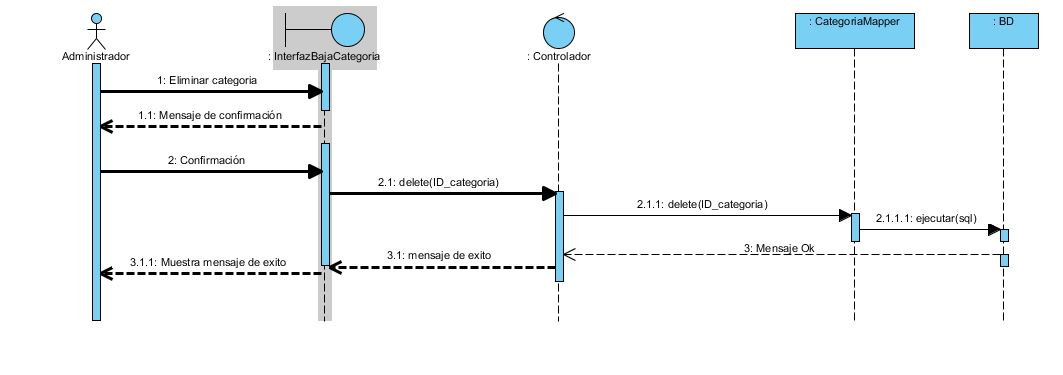 : CategoriaMapper
: BD
Administrador
: InterfazBajaCategoria
: Controlador
1: Eliminar categoria
1.1: Mensaje de confirmación
2: Confirmación
2.1: delete(ID_categoria)
2.1.1: delete(ID_categoria)
2.1.1.1: ejecutar(sql)
3: Mensaje Ok
3.1: mensaje de exito
3.1.1: Muestra mensaje de exito